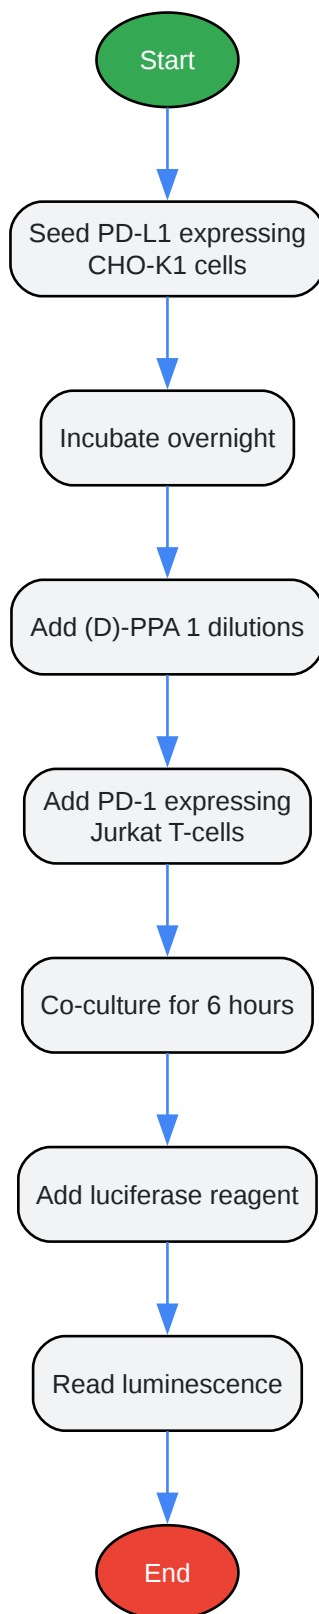 Start
Seed PD-L1 expressing
CHO-K1 cells
Incubate overnight
Add (D)-PPA 1 dilutions
Add PD-1 expressing
Jurkat T-cells
Co-culture for 6 hours
Add luciferase reagent
Read luminescence
End